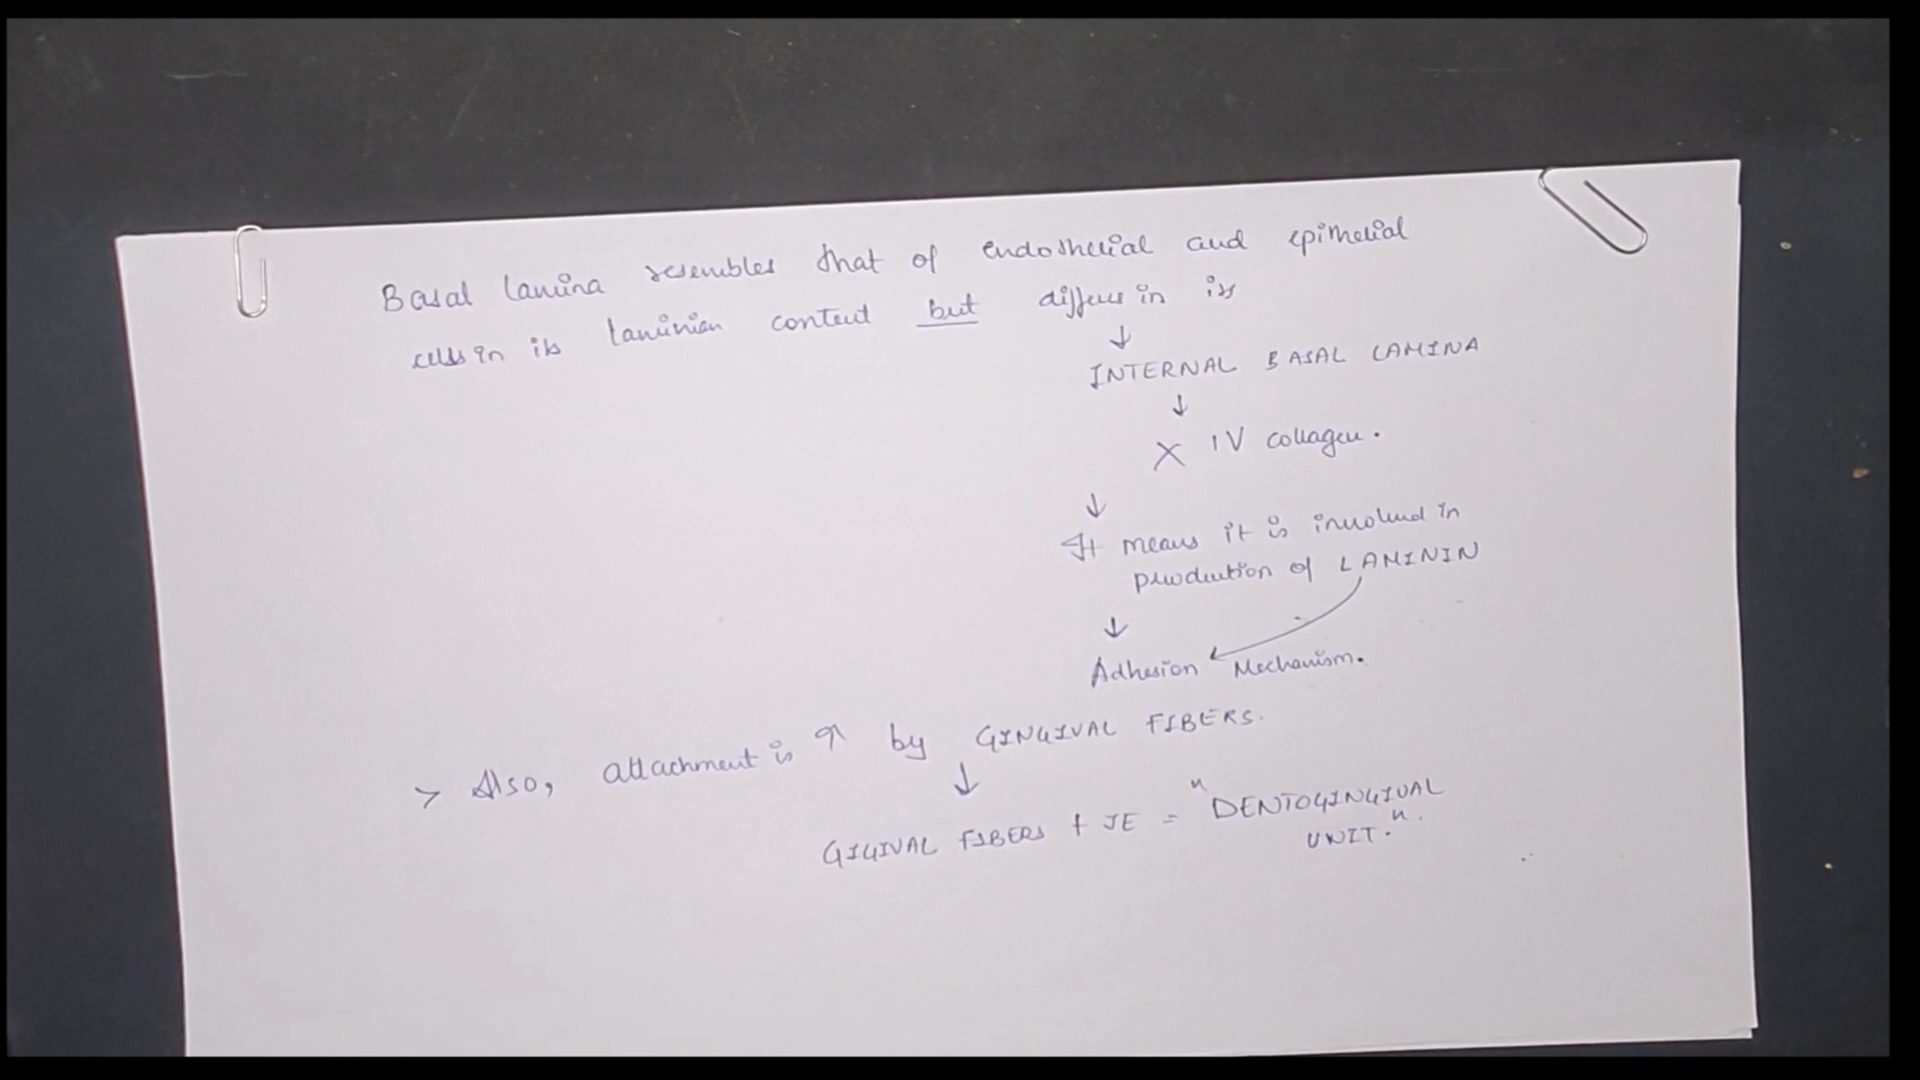 Basal lamina resembles that of endothelial and epithelial
cells in its laminian content but differs in its
↓
INTERNAL BASAL LAMINA
↓
X IV collagen.
↓
It means it is involved in
production of LAMININ
↓
Adhesion Mechanism.
> Also, attachment is ↑ by GINGIVAL FIBERS.
↓
GIGIVAL FIBERS + JE = "DENTOGINGIVAL
UNIT."